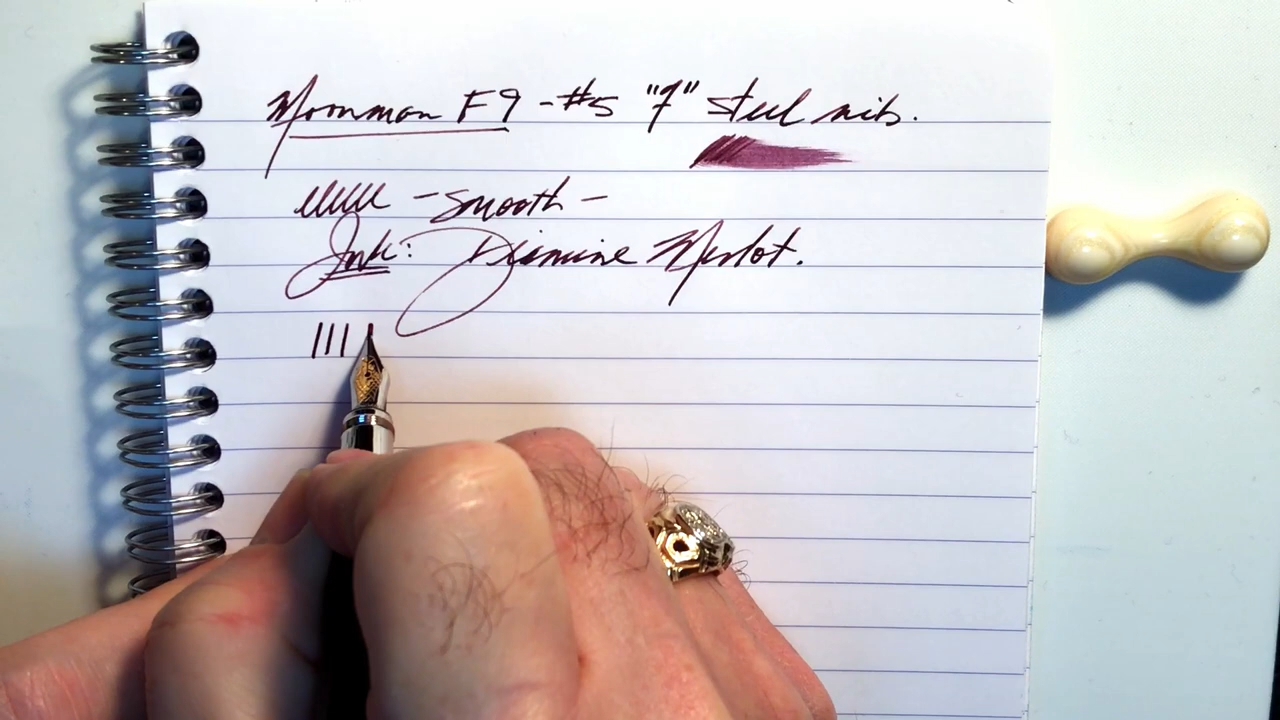 Moonman F9 - #5 "f" steel nib.
- smooth -
Ink: Diamine Merlot.